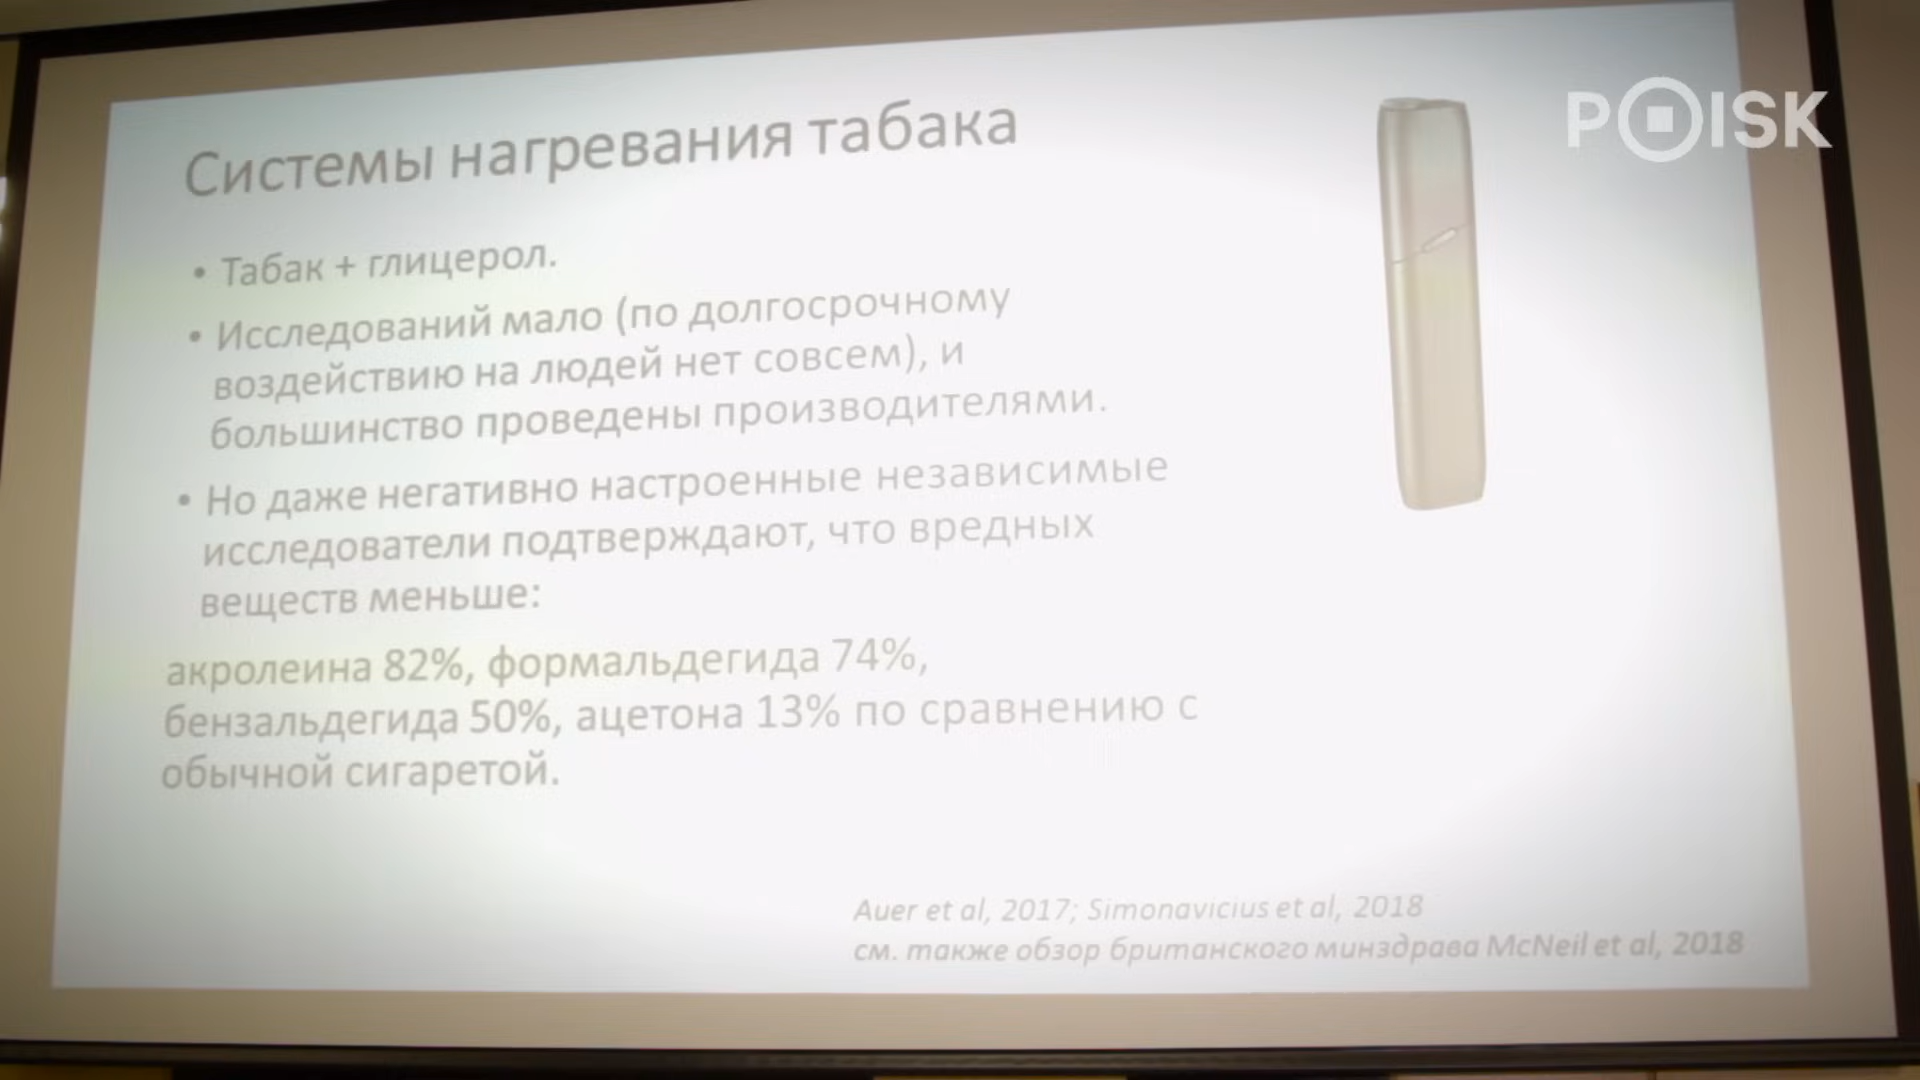 POISK
Системы нагревания табака
• Табак + глицерол.
• Исследований мало (по долгосрочному
воздействию на людей нет совсем), и
большинство проведены производителями.
• Но даже негативно настроенные независимые
исследователи подтверждают, что вредных
веществ меньше:
акролеина 82%, формальдегида 74%,
бензальдегида 50%, ацетона 13% по сравнению с
обычной сигаретой.
Auer et al, 2017; Simonavicius et al, 2018
см. также обзор британского минздрава McNeil et al, 2018